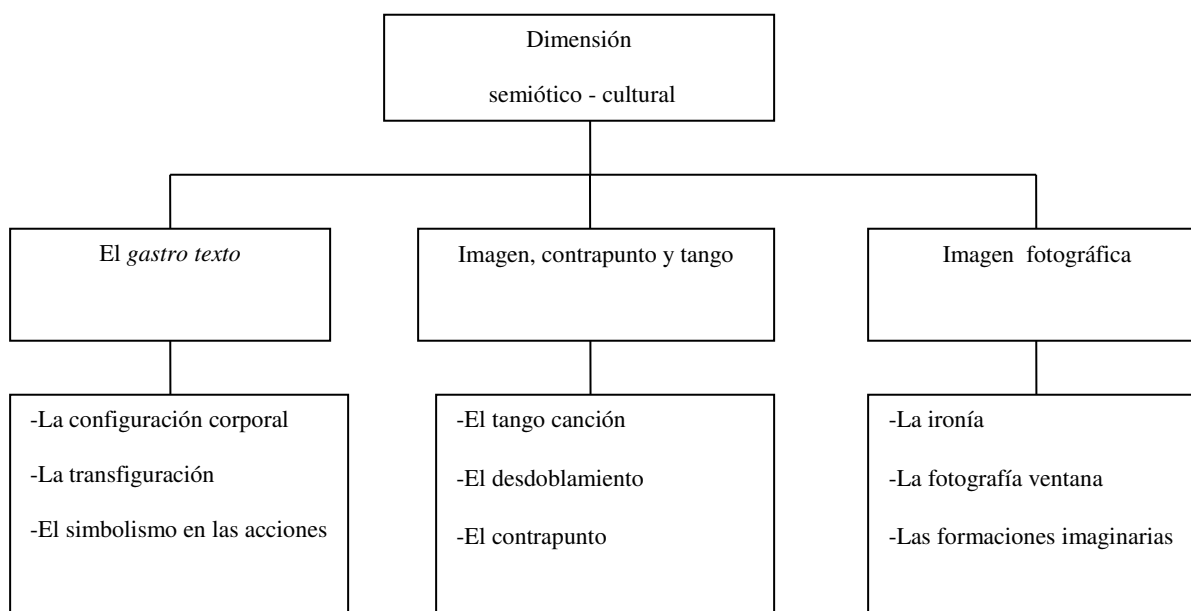 Dimensión
semiótico - cultural
El gastro texto
Imagen, contrapunto y tango
Imagen fotográfica
-La configuración corporal
-La transfiguración
-El simbolismo en las acciones
-El tango canción
-El desdoblamiento
-El contrapunto
-La ironía
-La fotografía ventana
-Las formaciones imaginarias